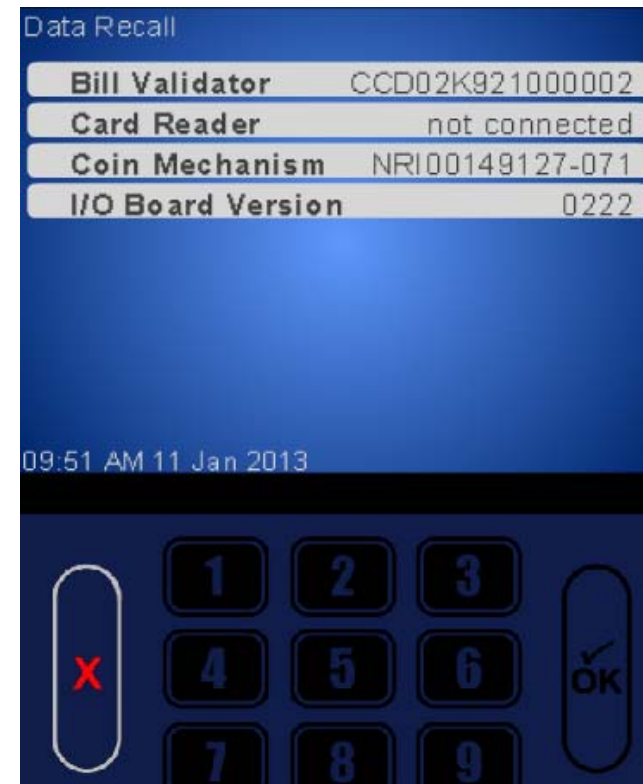 Data Recall
Bill Validator CCD02K921000002
Card Reader not connected
Coin Mechanism NRI00149127-071
I/O Board Version 0222
09:51 AM 11 Jan 2013
1 2 3
X 4 5 6 OK
7 8 9